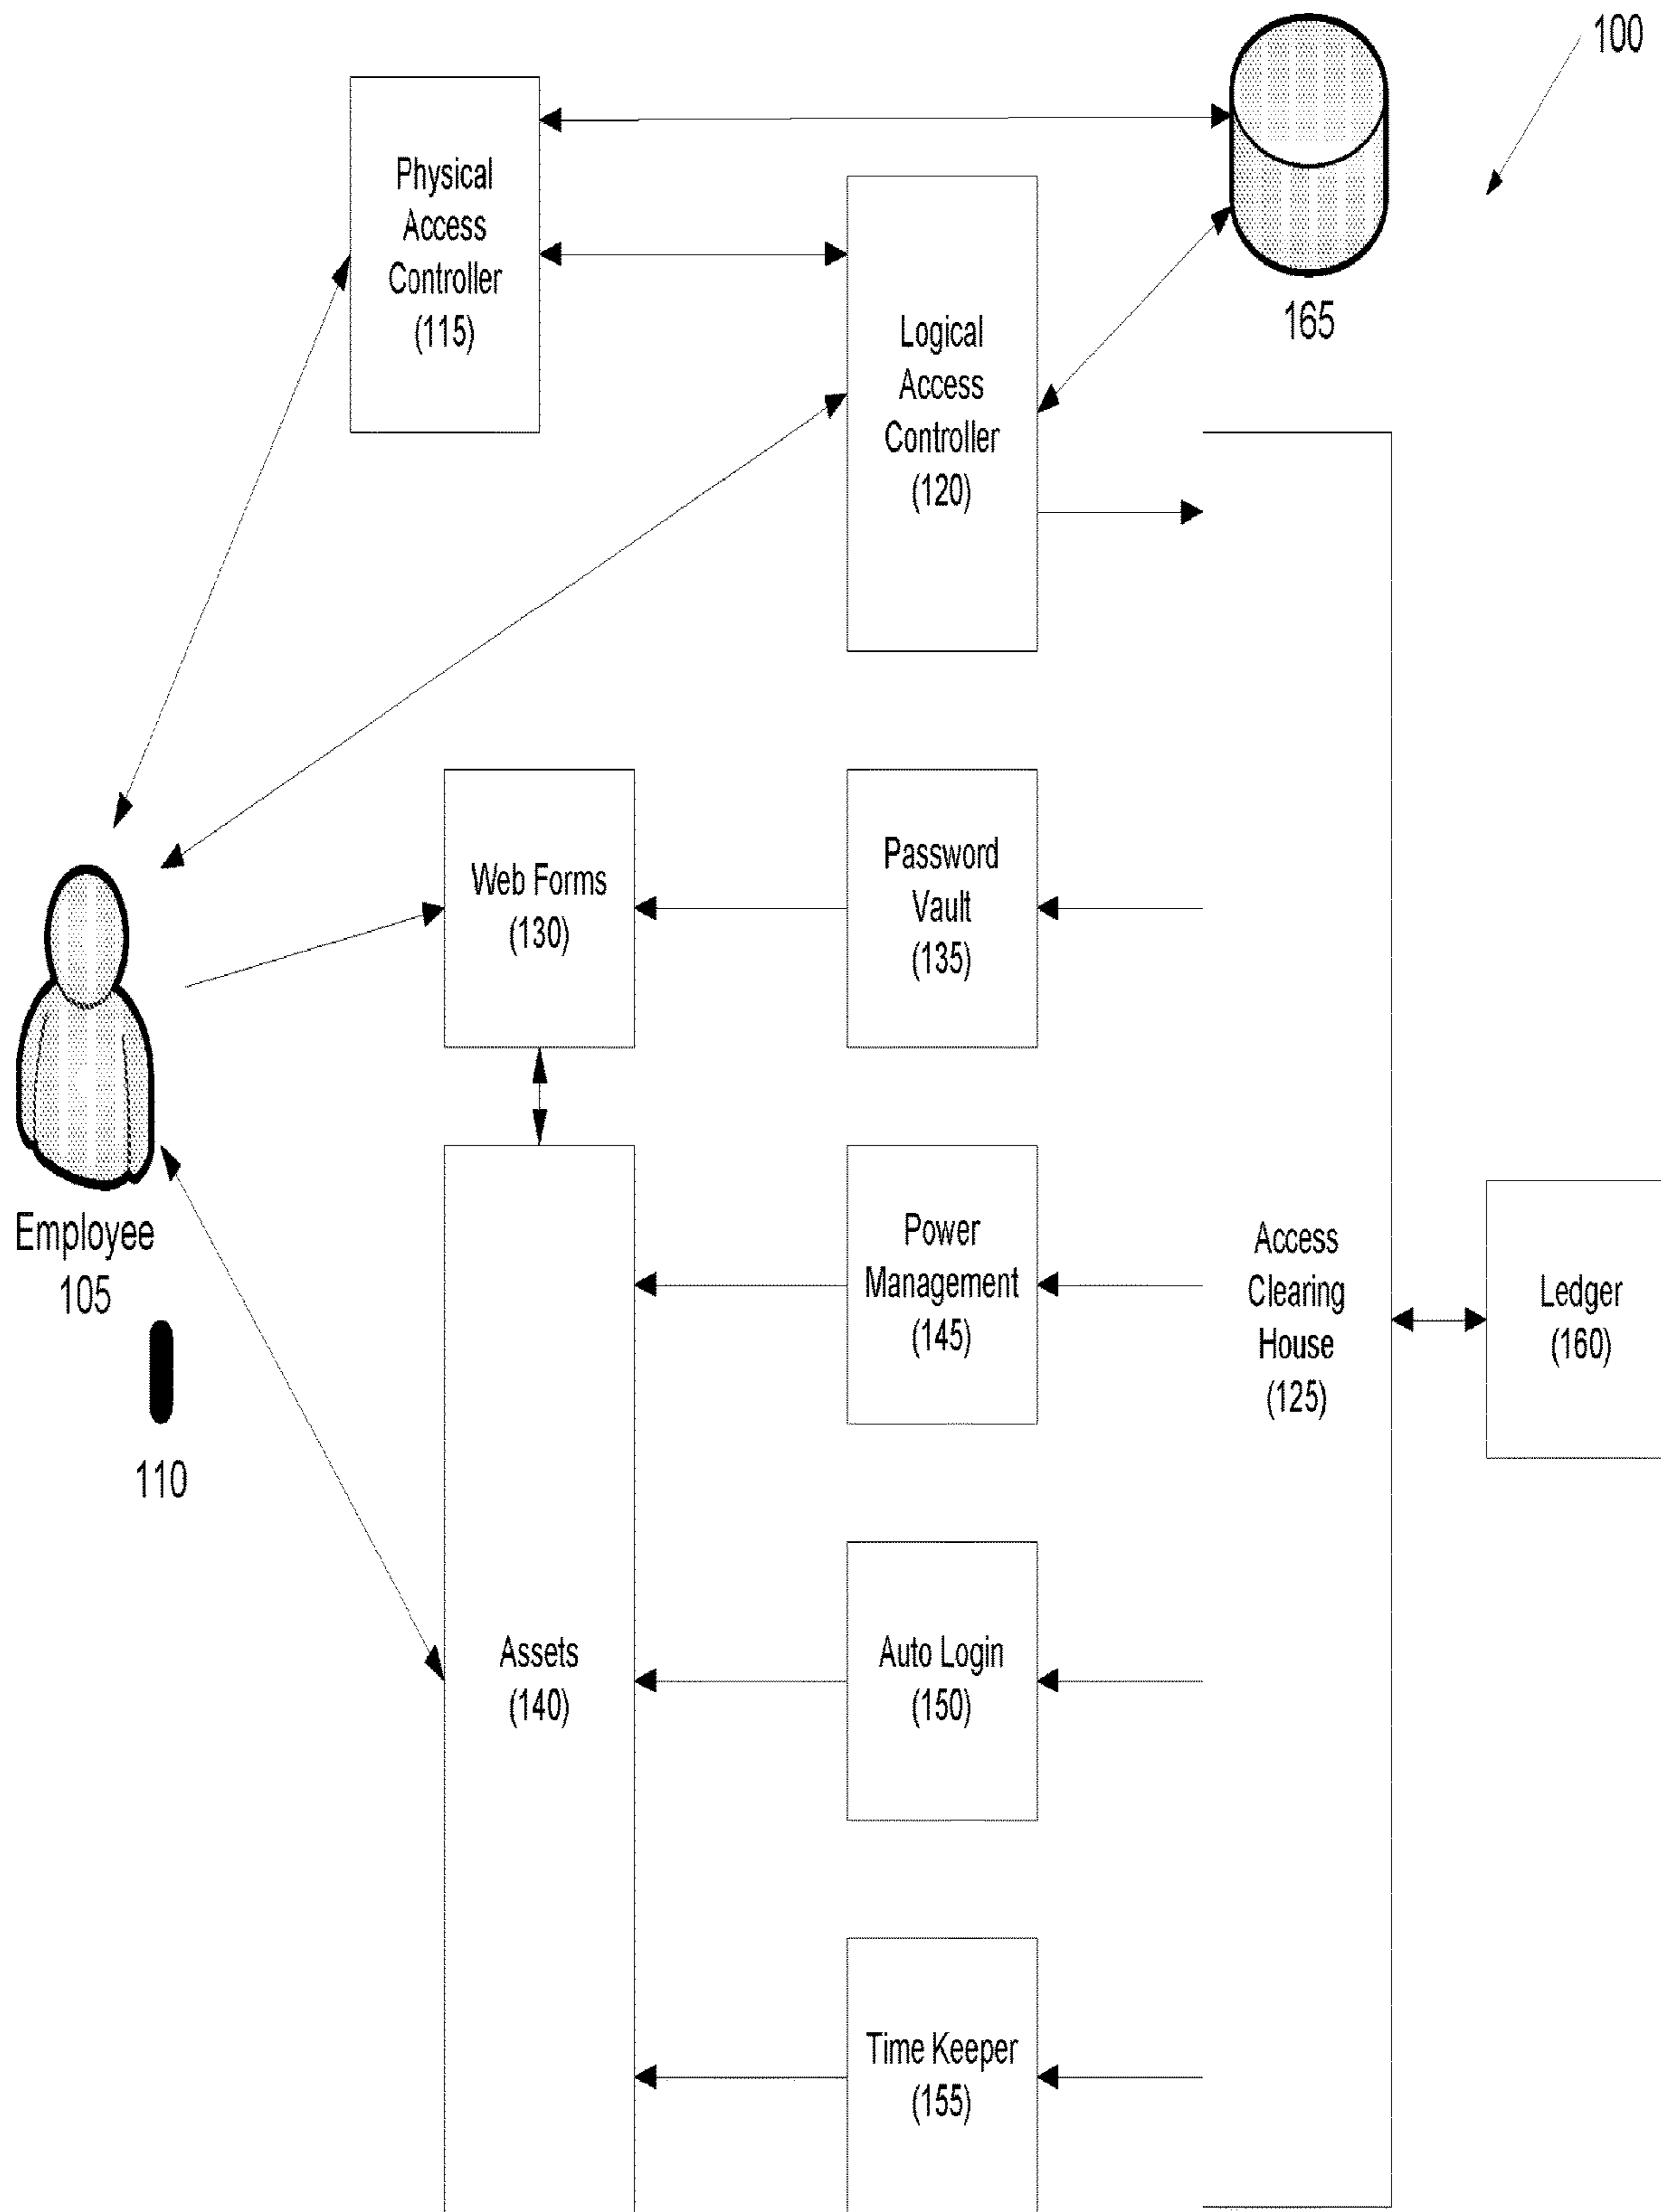 100
Physical
Access
Controller
(115)
165
Logical
Access
Controller
(120)
Web Forms
(130)
Password
Vault
(135)
Employee
105
110
Power
Management
(145)
Access
Clearing
House
(125)
Ledger
(160)
Assets
(140)
Auto Login
(150)
Time Keeper
(155)